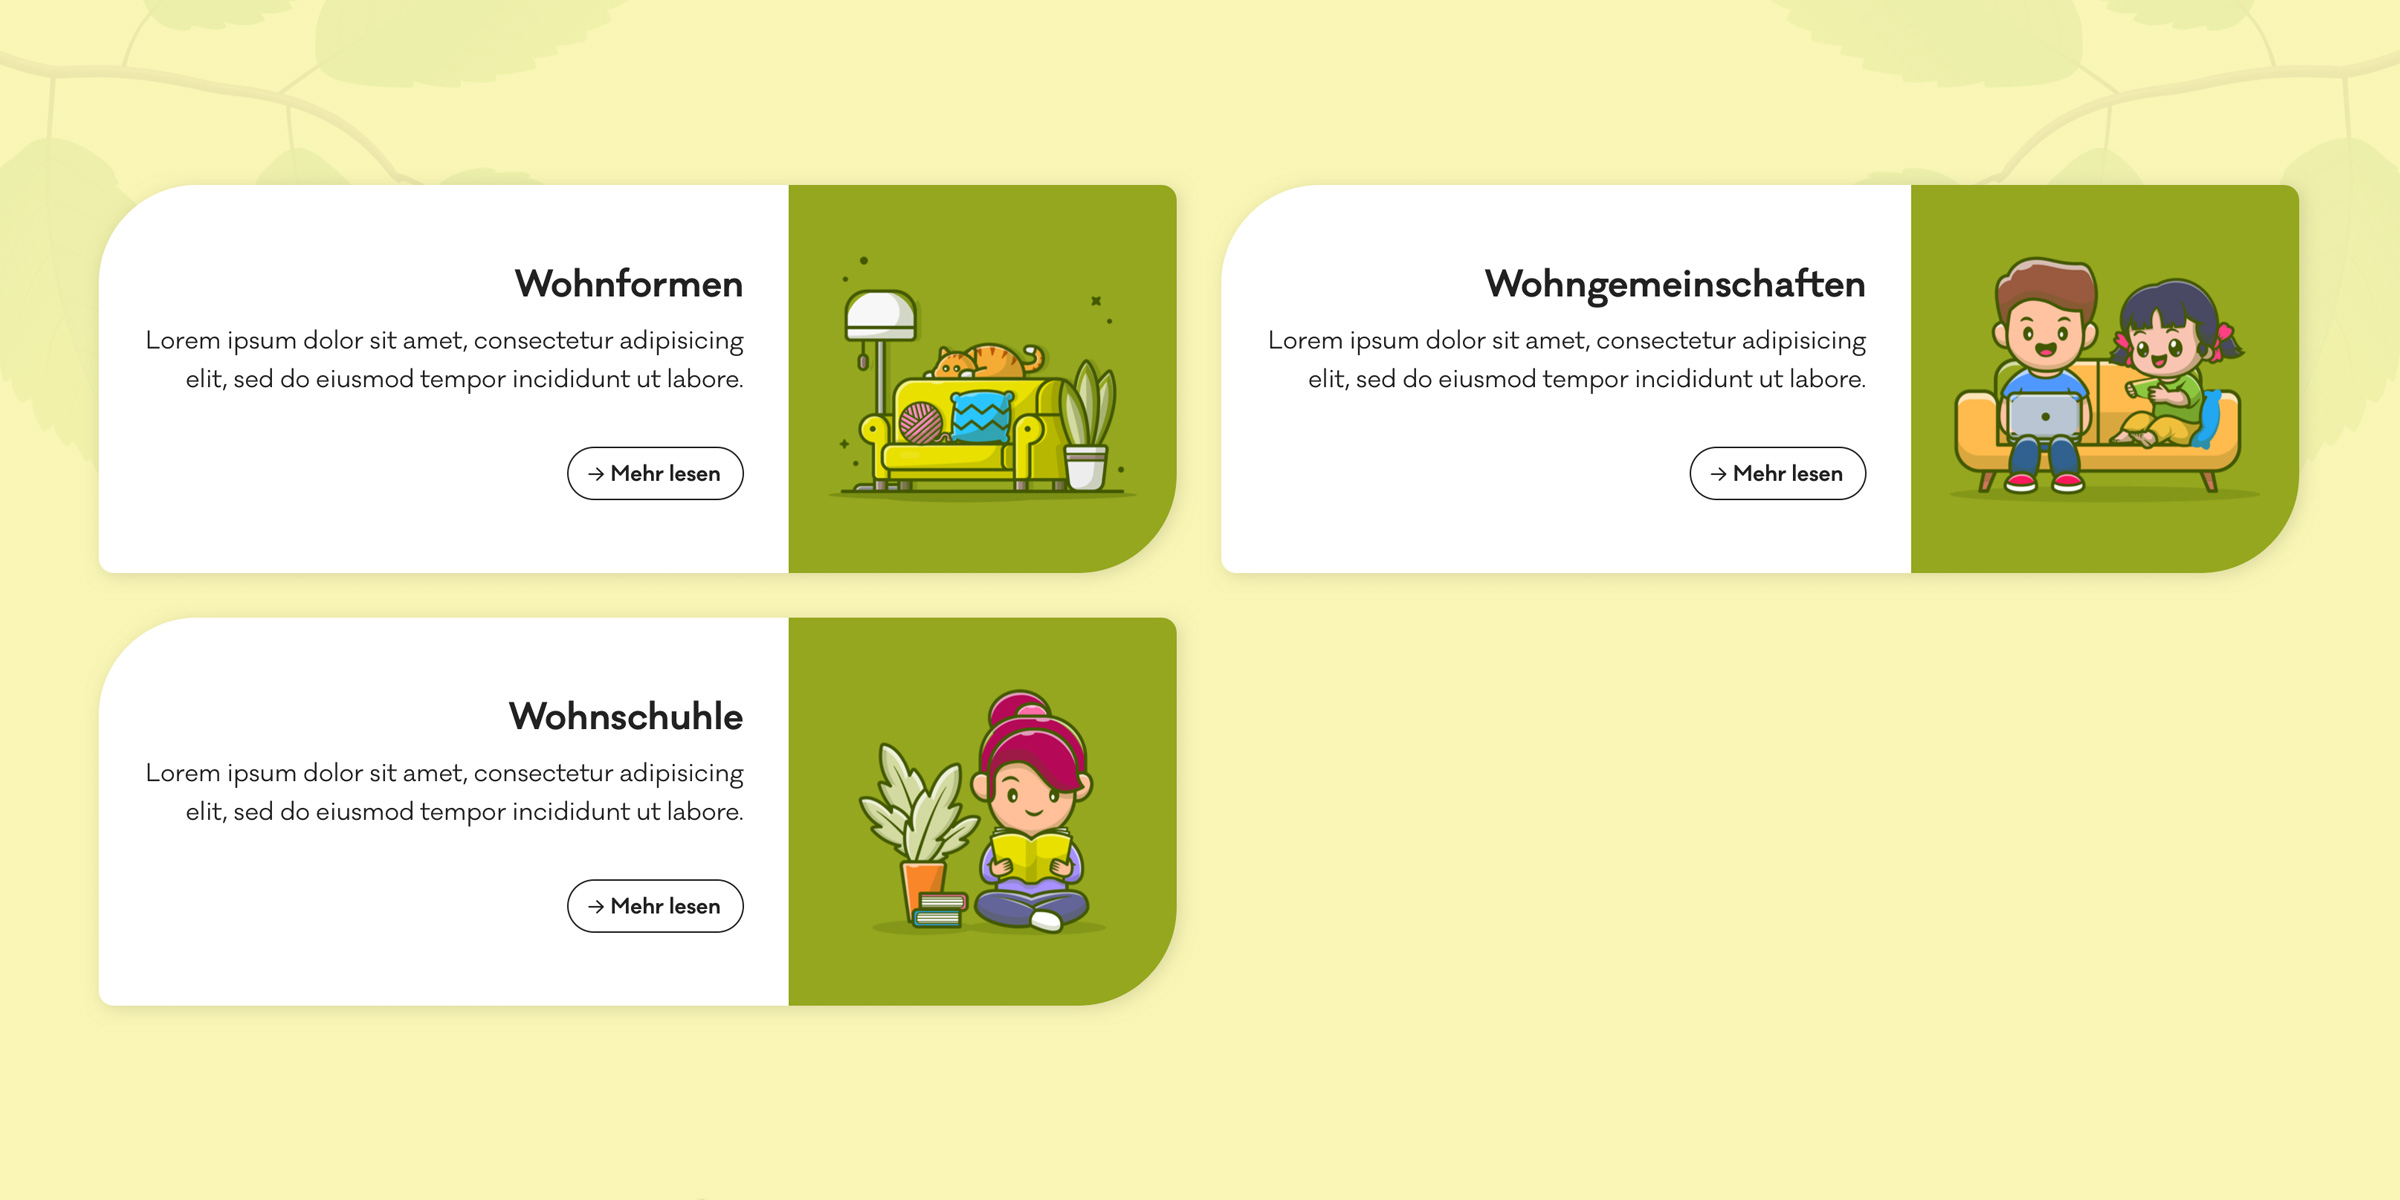 Wohnformen
Lorem ipsum dolor sit amet, consectetur adipisicing
elit, sed do eiusmod tempor incididunt ut labore.
→ Mehr lesen
Wohngemeinschaften
Lorem ipsum dolor sit amet, consectetur adipisicing
elit, sed do eiusmod tempor incididunt ut labore.
→ Mehr lesen
Wohnschuhle
Lorem ipsum dolor sit amet, consectetur adipisicing
elit, sed do eiusmod tempor incididunt ut labore.
→ Mehr lesen